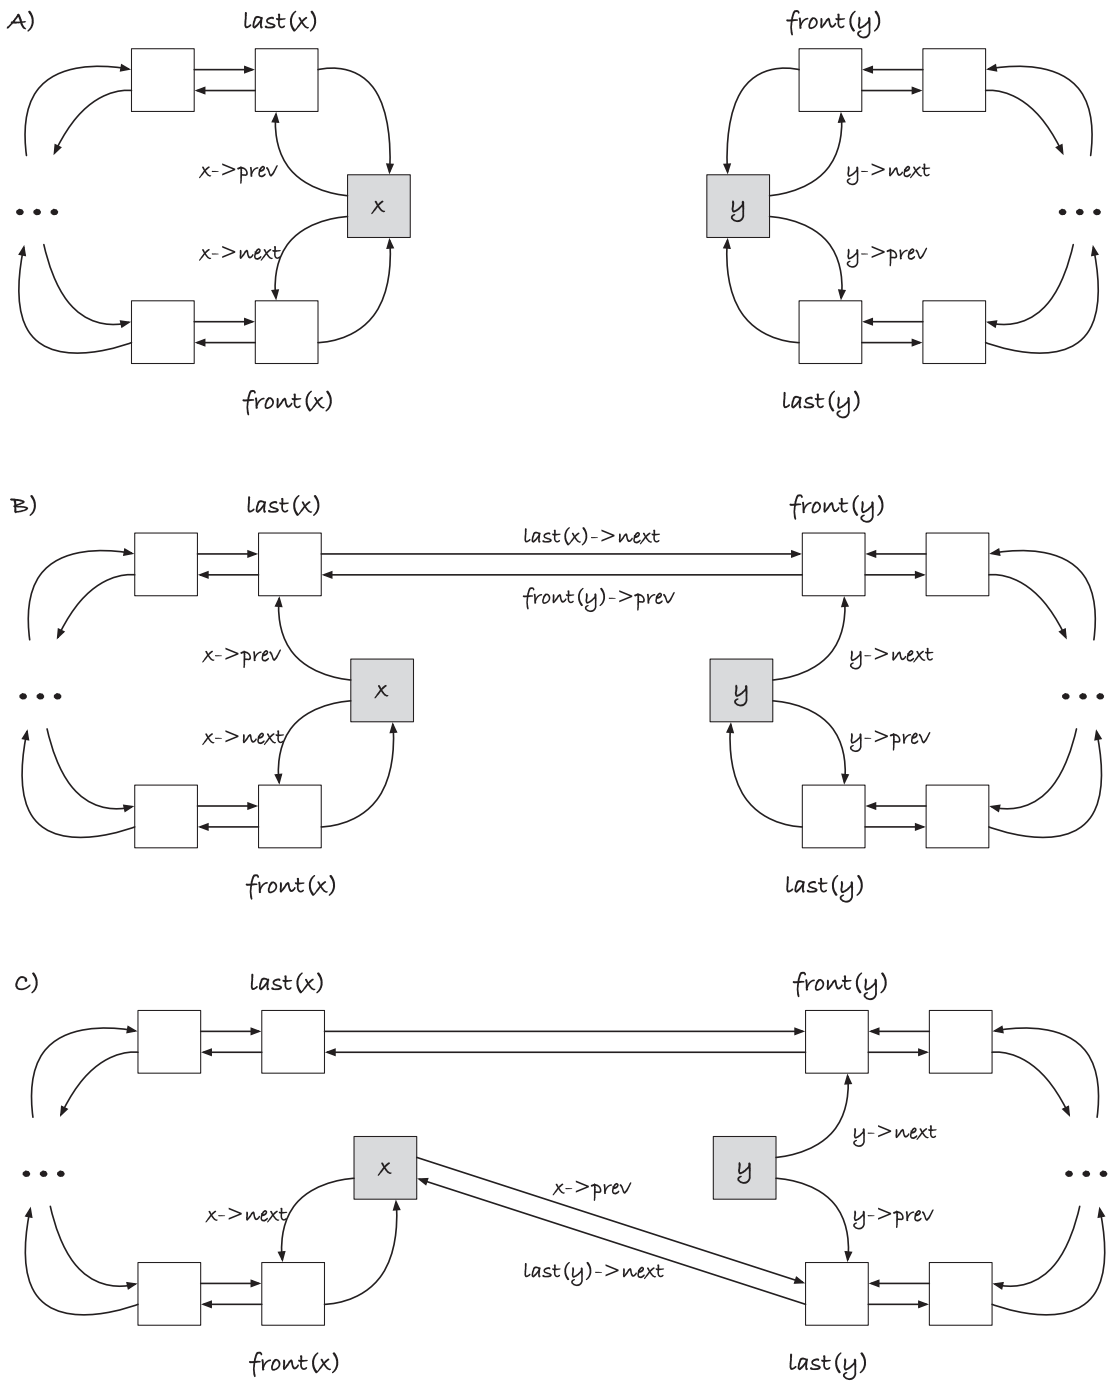 A)
last(x)
front(y)
x->prev
y->next
x
y
x->next
y->prev
front(x)
last(y)
B)
last(x)
front(y)
last(x)->next
front(y)->prev
x->prev
y->next
x
y
x->next
y->prev
front(x)
last(y)
C)
last(x)
front(y)
y->next
x
y
x->prev
x->next
y->prev
last(y)->next
front(x)
last(y)